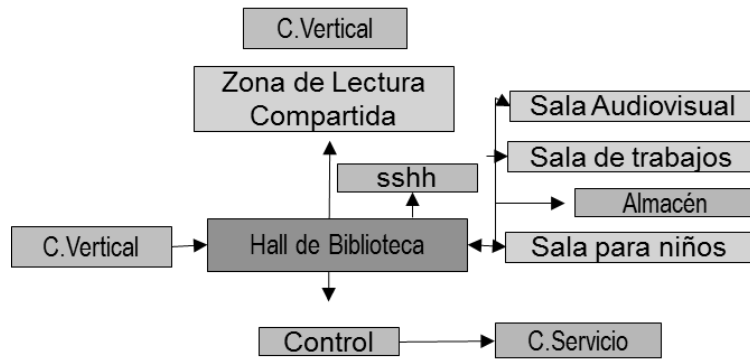 C.Vertical
Zona de Lectura
Compartida
Sala Audiovisual
Sala de trabajos
sshh
Almacén
C.Vertical
Hall de Biblioteca
Sala para niños
Control
C.Servicio